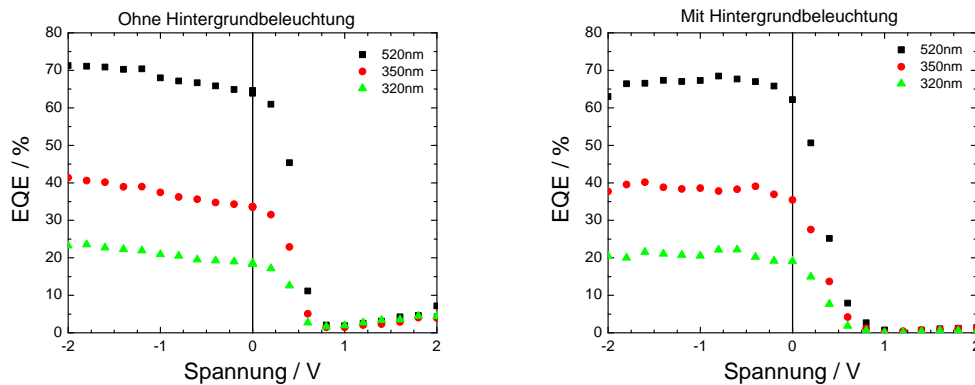 Ohne Hintergrundbeleuchtung
80
70
60
50
40
30
20
10
0
EQE / %
-2
-1
0
1
2
Spannung / V
520nm
350nm
320nm
Mit Hintergrundbeleuchtung
80
70
60
50
40
30
20
10
0
EQE / %
-2
-1
0
1
2
Spannung / V
520nm
350nm
320nm